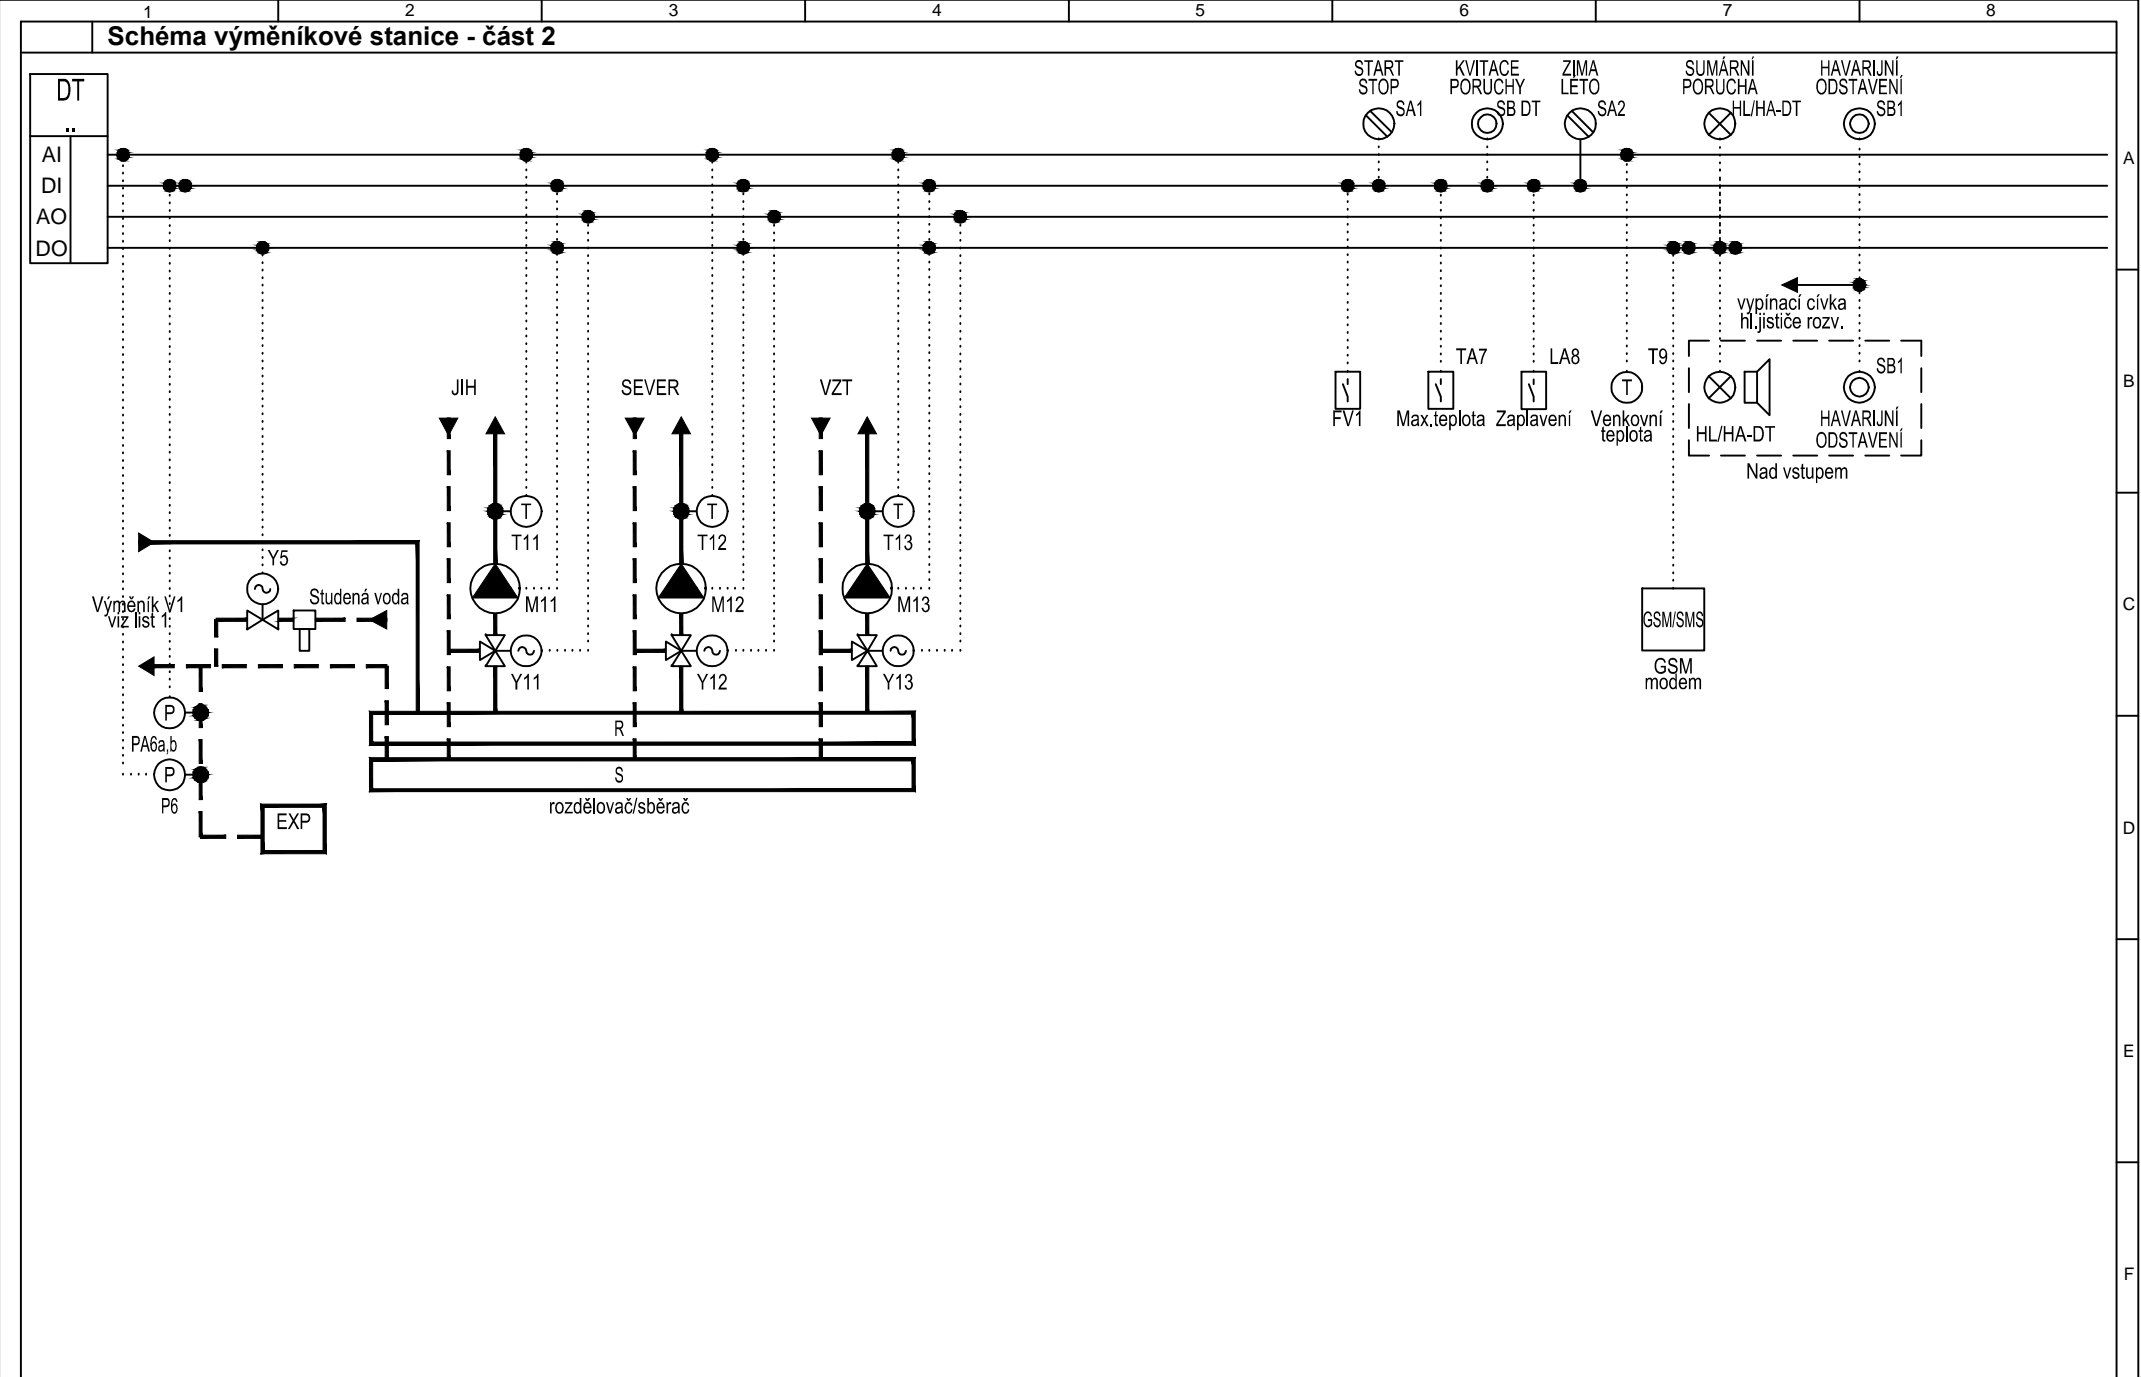 1 2 3 4 5 6 7 8
Schéma výměníkové stanice - část 2
DT
..
AI
DI
AO
DO
START
STOP
SA1
KVITACE
PORUCHY
SB DT
ZIMA
LÉTO
SA2
SUMÁRNÍ
PORUCHA
HL/HA-DT
HAVARIJNÍ
ODSTAVENÍ
SB1
A
vypínací cívka
hl.jističe rozv.
JIH
SEVER
VZT
FV1
TA7
Max.teplota
LA8
Zaplavení
T9
T
Venkovní
teplota
HL/HA-DT
SB1
HAVARIJNÍ
ODSTAVENÍ
Nad vstupem
B
T
T11
T
T12
T
T13
Y5
Studená voda
Výměník V1
viz list 1
M11
M12
M13
Y11
Y12
Y13
GSM/SMS
GSM
modem
C
P
PA6a,b
P
P6
EXP
R
S
rozdělovač/sběrač
D
E
F